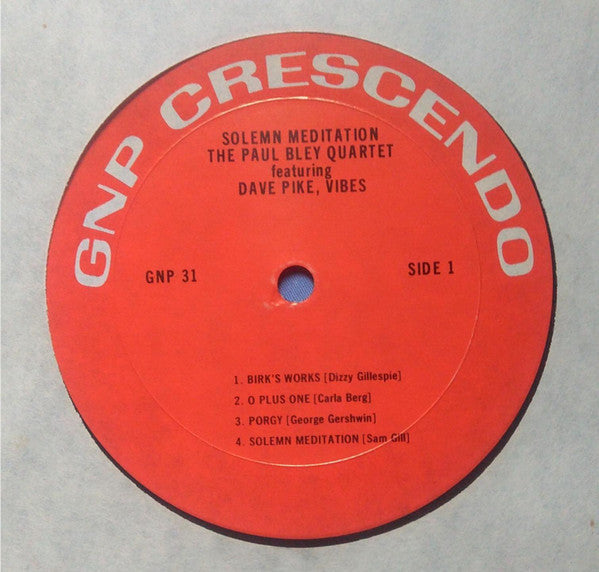 GNP CRESCENDO
SOLEMN MEDITATION
THE PAUL BLEY QUARTET
featuring
DAVE PIKE, VIBES
GNP 31
SIDE 1
1. BIRK'S WORKS [Dizzy Gillespie]
2. O PLUS ONE [Carla Berg]
3. PORGY [George Gershwin]
4. SOLEMN MEDITATION [Sam Gill]